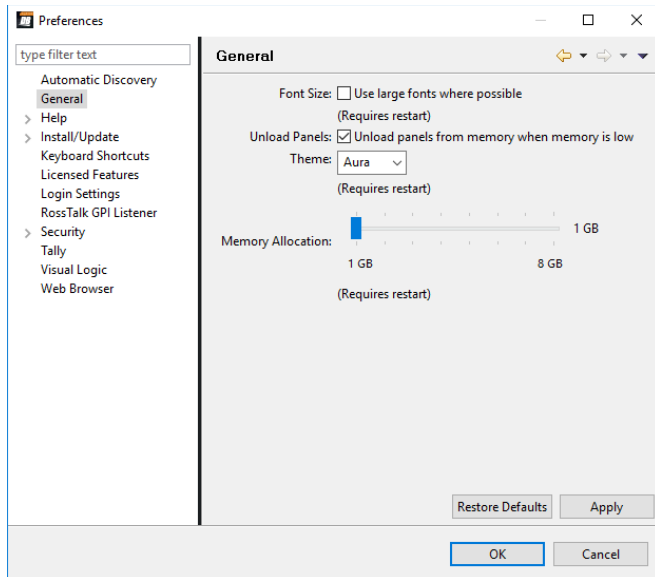 DB Preferences
type filter text
Automatic Discovery
General
Help
Install/Update
Keyboard Shortcuts
Licensed Features
Login Settings
RossTalk GPI Listener
Security
Tally
Visual Logic
Web Browser
General
Font Size: Use large fonts where possible
(Requires restart)
Unload Panels: Unload panels from memory when memory is low
Theme: Aura
(Requires restart)
Memory Allocation: 1 GB
1 GB 8 GB
(Requires restart)
Restore Defaults Apply
OK Cancel